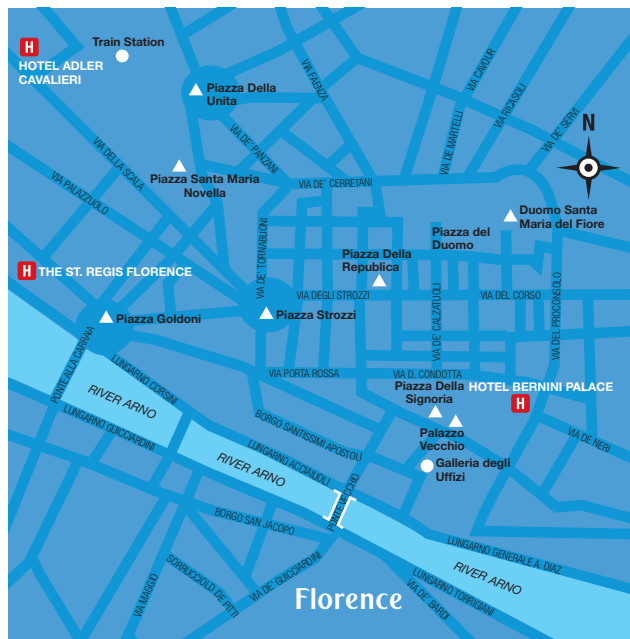 Train Station
H
HOTEL ADLER
CAVALIERI
Piazza Della
Unita
VIA FAENZA
VIA CAVOUR
VIA RICASOLI
VIA DE' MARTELLI
VIA DE' SERVI
N
VIA DE' PANZANI
VIA DELLA SCALA
VIA PALAZZUOLO
Piazza Santa Maria
Novella
VIA DE' CERRETANI
Duomo Santa
Maria del Fiore
Piazza del
Duomo
VIA DE' TORNABUONI
Piazza Della
Republica
H THE ST. REGIS FLORENCE
VIA DEGLI STROZZI
VIA DEL CORSO
VIA DE' CALZATUOLI
VIA DEL PROCONSOLO
Piazza Goldoni
Piazza Strozzi
PONTE ALLA CARRAIA
LUNGARNO CORSINI
VIA PORTA ROSSA
VIA D. CONDOTTA
Piazza Della
Signoria
HOTEL BERNINI PALACE
H
RIVER ARNO
LUNGARNO GUICCIARDINI
BORGO SANTISSIMI APOSTOLI
Palazzo
Vecchio
VIA DE NERI
LUNGARNO ACCIAIUOLI
RIVER ARNO
Galleria degli
Uffizi
PONTE VECCHIO
BORGO SAN JACOPO
LUNGARNO GENERALE A. DIAZ
RIVER ARNO
LUNGARNO TORRIGIANI
VIA DE' BARDI
VIA DE' GUICCIARDINI
SORRUCCIOLO DE PITTI
VIA MAGGIO
Florence